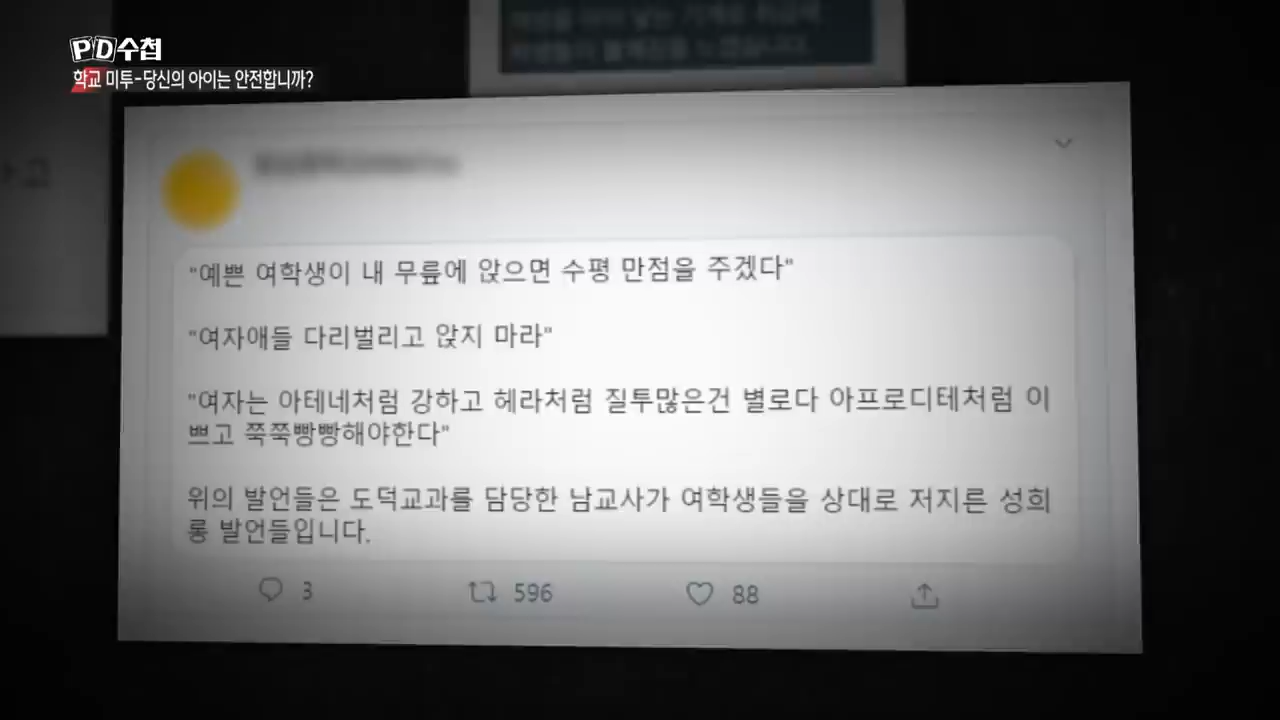 PD수첩
학교 미투-당신의 아이는 안전합니까?
"예쁜 여학생이 내 무릎에 앉으면 수평 만점을 주겠다"
"여자애들 다리벌리고 앉지 마라"
"여자는 아테네처럼 강하고 헤라처럼 질투많은건 별로다 아프로디테처럼 이
쁘고 쭉쭉빵빵해야한다"
위의 발언들은 도덕교과를 담당한 남교사가 여학생들을 상대로 저지른 성희
롱 발언들입니다.
3 596 88